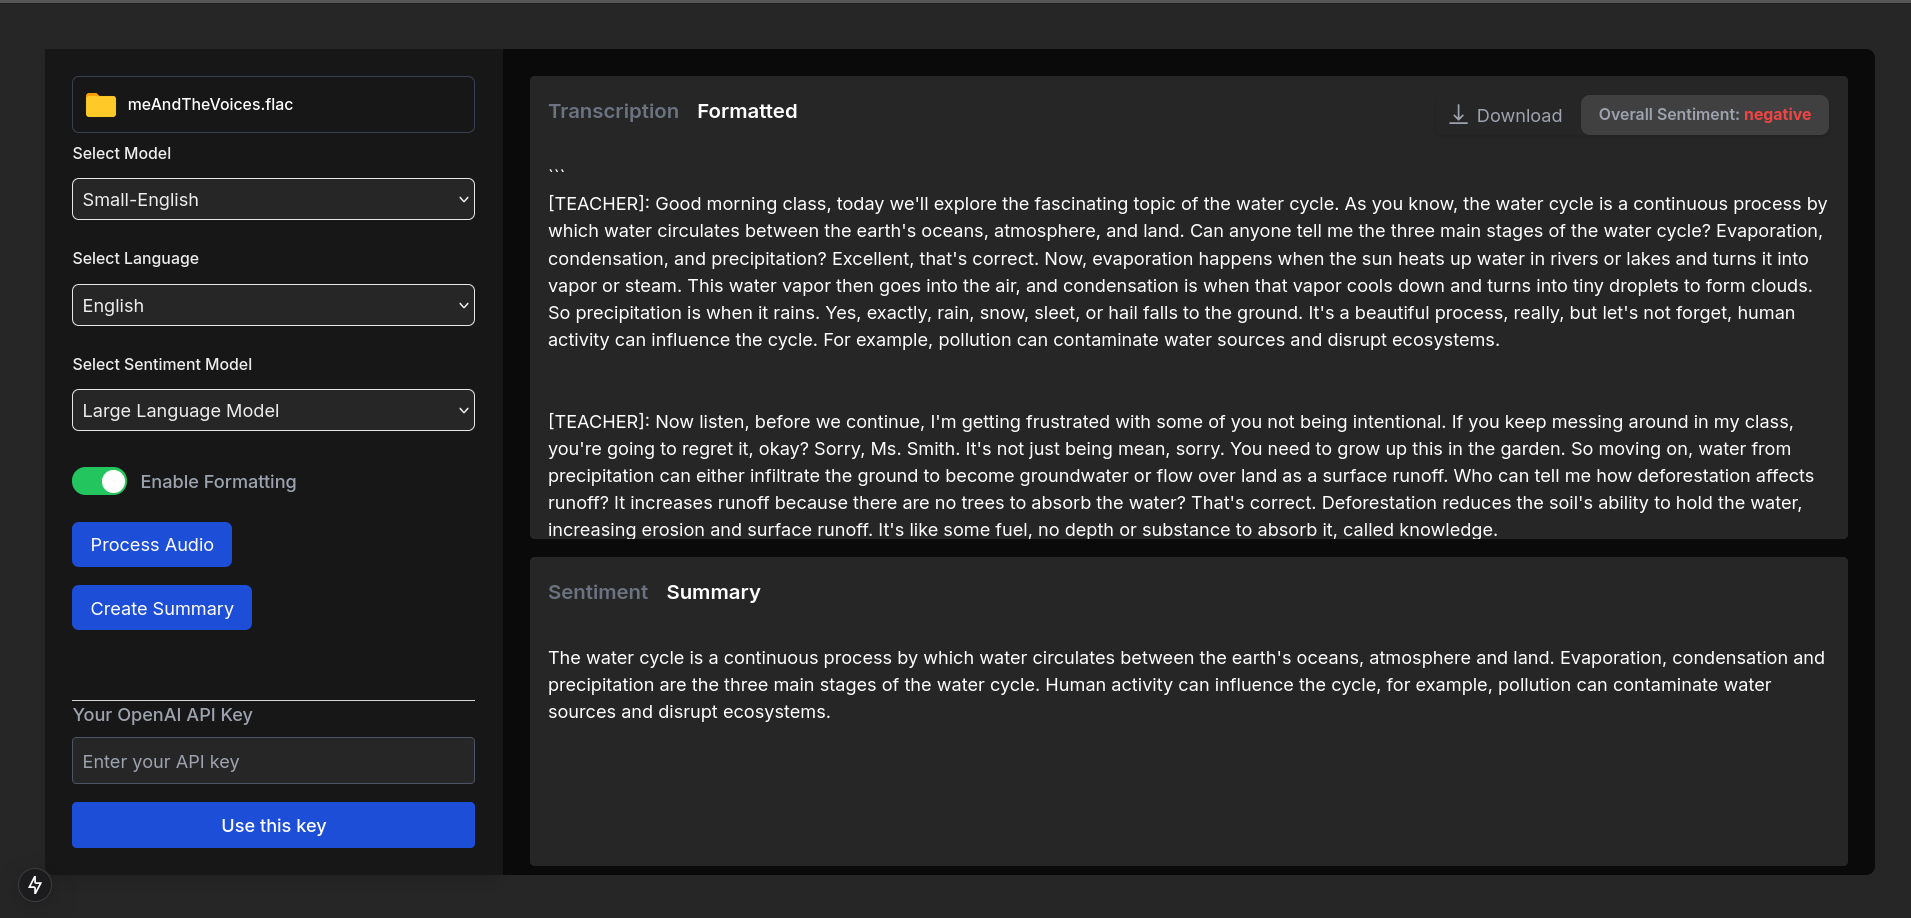 meAndTheVoices.flac
Select Model
Small-English
Select Language
English
Select Sentiment Model
Large Language Model
Enable Formatting
Process Audio
Create Summary
Your OpenAI API Key
Enter your API key
Use this key
Transcription Formatted
Download
Overall Sentiment: negative
```
[TEACHER]: Good morning class, today we'll explore the fascinating topic of the water cycle. As you know, the water cycle is a continuous process by
which water circulates between the earth's oceans, atmosphere, and land. Can anyone tell me the three main stages of the water cycle? Evaporation,
condensation, and precipitation? Excellent, that's correct. Now, evaporation happens when the sun heats up water in rivers or lakes and turns it into
vapor or steam. This water vapor then goes into the air, and condensation is when that vapor cools down and turns into tiny droplets to form clouds.
So precipitation is when it rains. Yes, exactly, rain, snow, sleet, or hail falls to the ground. It's a beautiful process, really, but let's not forget, human
activity can influence the cycle. For example, pollution can contaminate water sources and disrupt ecosystems.
[TEACHER]: Now listen, before we continue, I'm getting frustrated with some of you not being intentional. If you keep messing around in my class,
you're going to regret it, okay? Sorry, Ms. Smith. It's not just being mean, sorry. You need to grow up this in the garden. So moving on, water from
precipitation can either infiltrate the ground to become groundwater or flow over land as a surface runoff. Who can tell me how deforestation affects
runoff? It increases runoff because there are no trees to absorb the water? That's correct. Deforestation reduces the soil's ability to hold the water,
increasing erosion and surface runoff. It's like some fuel, no depth or substance to absorb it, called knowledge.
Sentiment Summary
The water cycle is a continuous process by which water circulates between the earth's oceans, atmosphere and land. Evaporation, condensation and
precipitation are the three main stages of the water cycle. Human activity can influence the cycle, for example, pollution can contaminate water
sources and disrupt ecosystems.